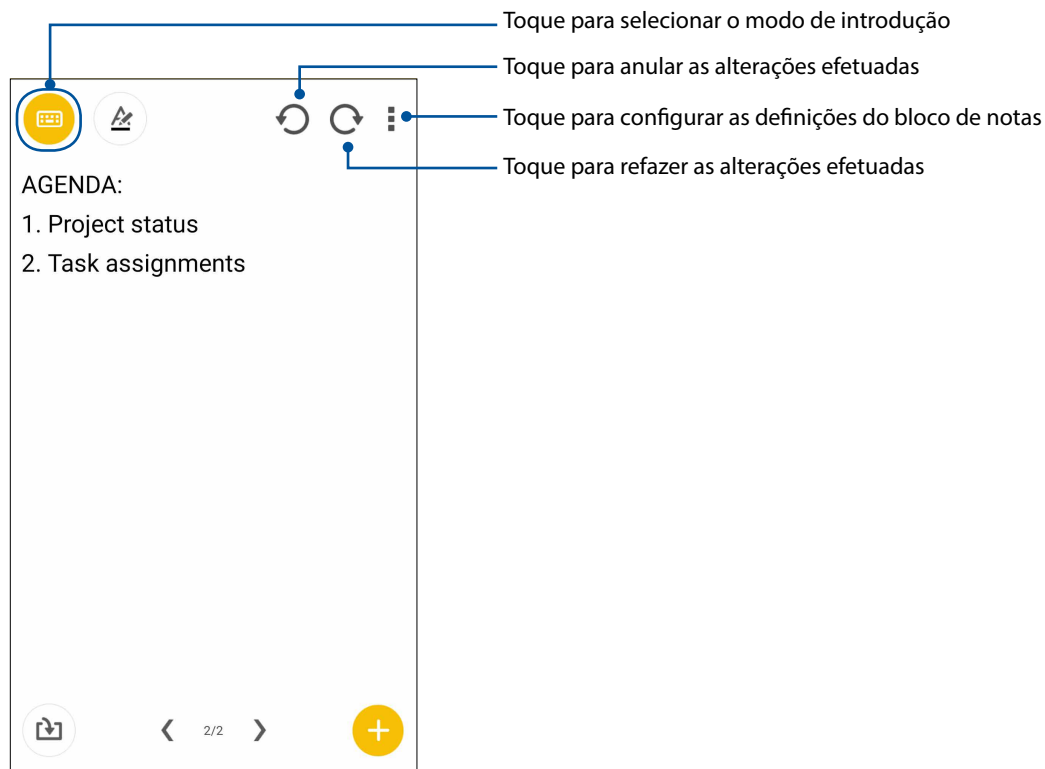 Toque para selecionar o modo de introdução
Toque para anular as alterações efetuadas
Toque para configurar as definições do bloco de notas
Toque para refazer as alterações efetuadas
AGENDA:
1. Project status
2. Task assignments
2/2